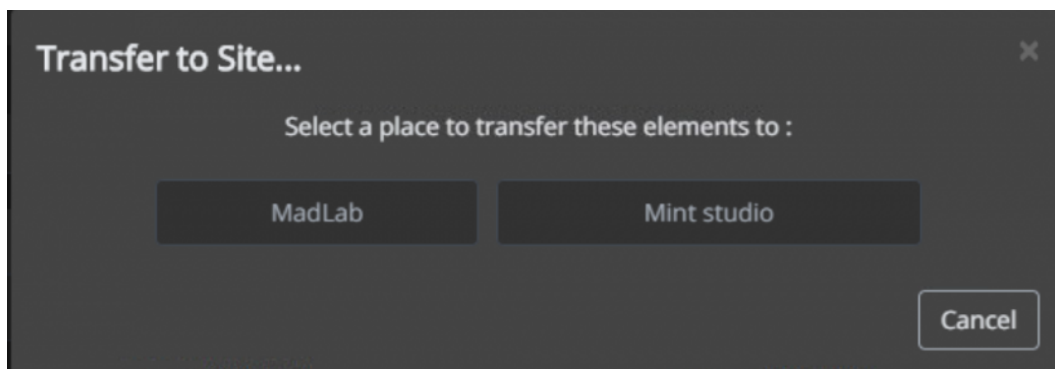 Transfer to Site...
Select a place to transfer these elements to :
MadLab
Mint studio
Cancel